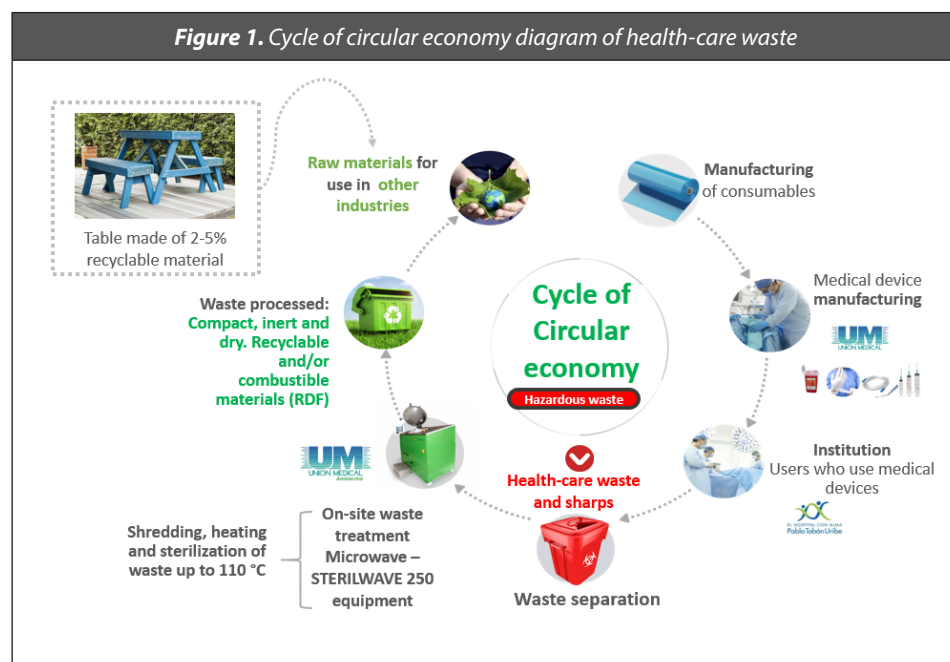 Figure 1. Cycle of circular economy diagram of health-care waste
Raw materials for
use in other
industries
Table made of 2-5%
recyclable material
Manufacturing
of consumables
Medical device
manufacturing
UM
UNION MEDICAL
Institution
Users who use medical
devices
EL HOSPITAL CON ALMA
Pablo Tobón Uribe
Cycle of
Circular
economy
Hazardous waste
Health-care waste
and sharps
Waste separation
On-site waste
treatment
Microwave –
STERILWAVE 250
equipment
Shredding, heating
and sterilization of
waste up to 110 °C
UM
UNION MEDICAL
Ambiental
Waste processed:
Compact, inert and
dry. Recyclable
and/or
combustible
materials (RDF)